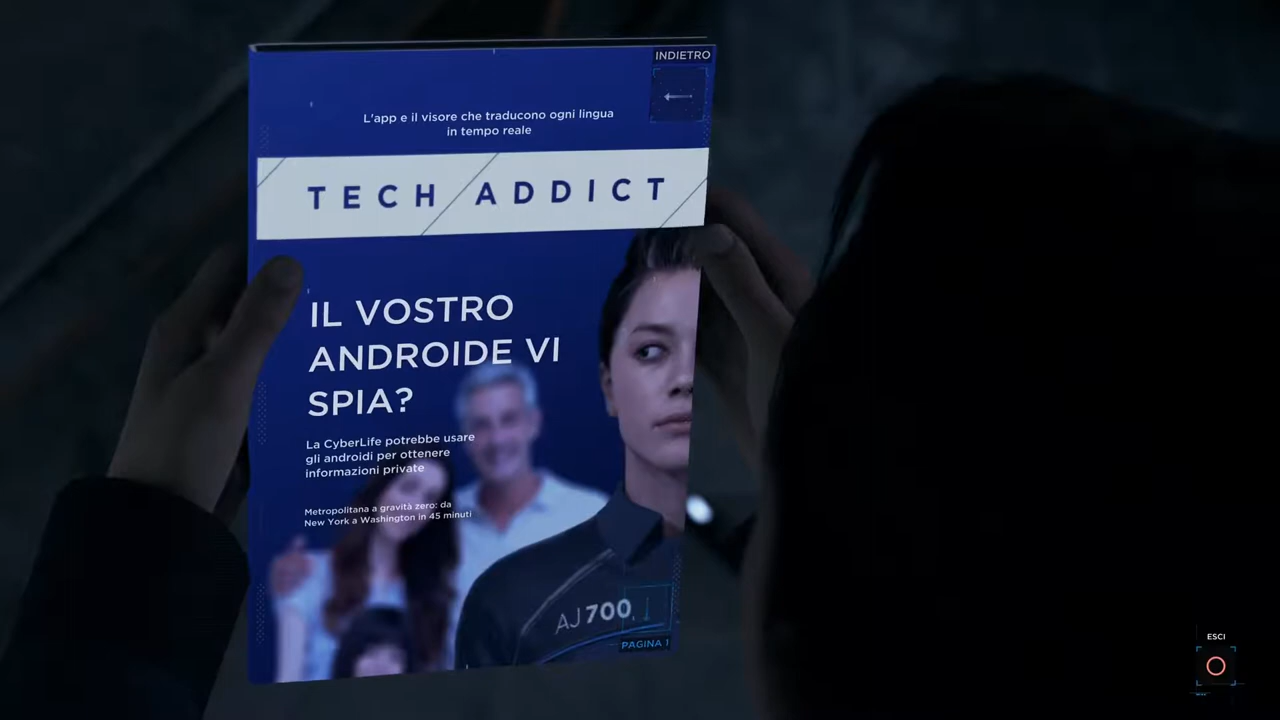 INDIETRO
L'app e il visore che traducono ogni lingua
in tempo reale
TECH ADDICT
IL VOSTRO
ANDROIDE VI
SPIA?
La CyberLife potrebbe usare
gli androidi per ottenere
informazioni private
Metropolitana a gravità zero: da
New York a Washington in 45 minuti
AJ700
PAGINA 1
ESCI